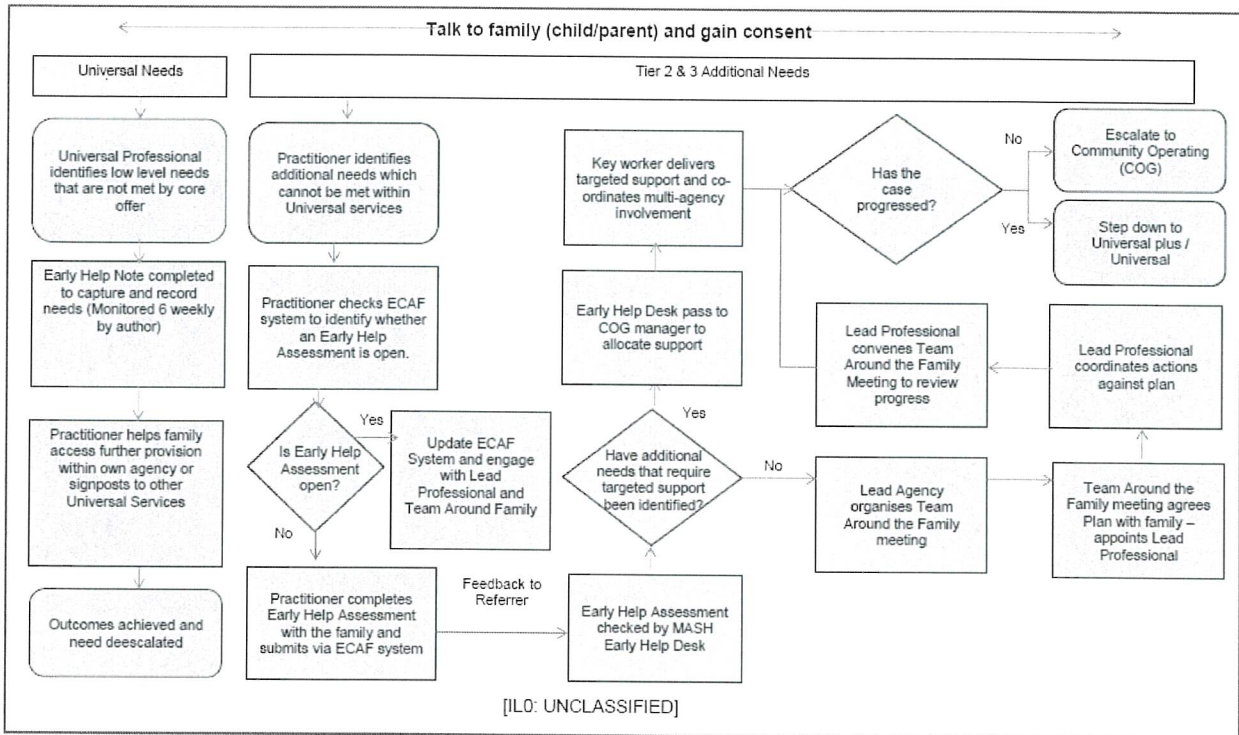 Talk to family (child/parent) and gain consent
Universal Needs
Tier 2 & 3 Additional Needs
Universal Professional
identifies low level needs
that are not met by core
offer
Early Help Note completed
to capture and record
needs (Monitored 6 weekly
by author)
Practitioner helps family
access further provision
within own agency or
signposts to other
Universal Services
Outcomes achieved and
need deescalated
Practitioner identifies
additional needs which
cannot be met within
Universal services
Practitioner checks ECAF
system to identify whether
an Early Help
Assessment is open.
Is Early Help
Assessment
open?
Yes
Update ECAF
System and engage
with Lead
Professional and
Team Around Family
No
Practitioner completes
Early Help Assessment
with the family and
submits via ECAF system
Feedback to
Referrer
Early Help Assessment
checked by MASH
Early Help Desk
Have additional
needs that require
targeted support
been identified?
Yes
Early Help Desk pass to
COG manager to
allocate support
Key worker delivers
targeted support and co-
ordinates multi-agency
involvement
No
Lead Agency
organises Team
Around the Family
meeting
Team Around the
Family meeting agrees
Plan with family –
appoints Lead
Professional
Lead Professional
coordinates actions
against plan
Lead Professional
convenes Team
Around the Family
Meeting to review
progress
Has the
case
progressed?
No
Escalate to
Community Operating
(COG)
Yes
Step down to
Universal plus /
Universal
[IL0: UNCLASSIFIED]